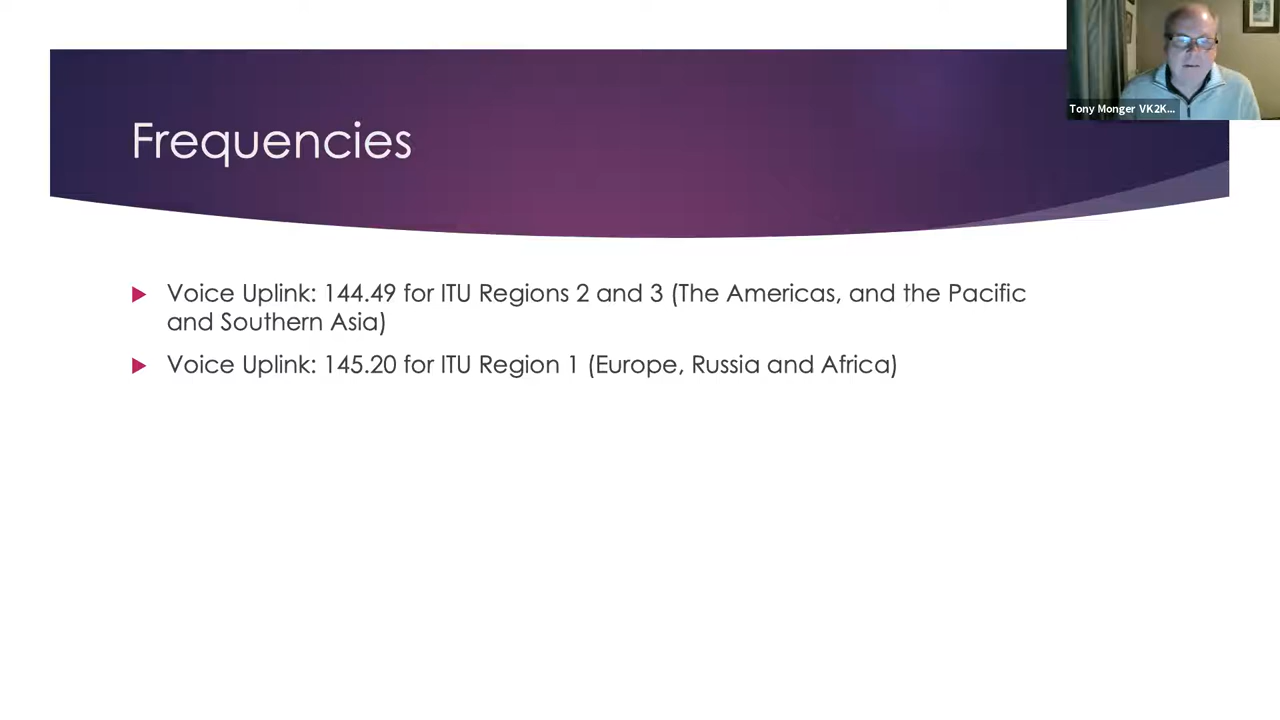 Tony Monger VK2K...
Frequencies
Voice Uplink: 144.49 for ITU Regions 2 and 3 (The Americas, and the Pacific
and Southern Asia)
Voice Uplink: 145.20 for ITU Region 1 (Europe, Russia and Africa)